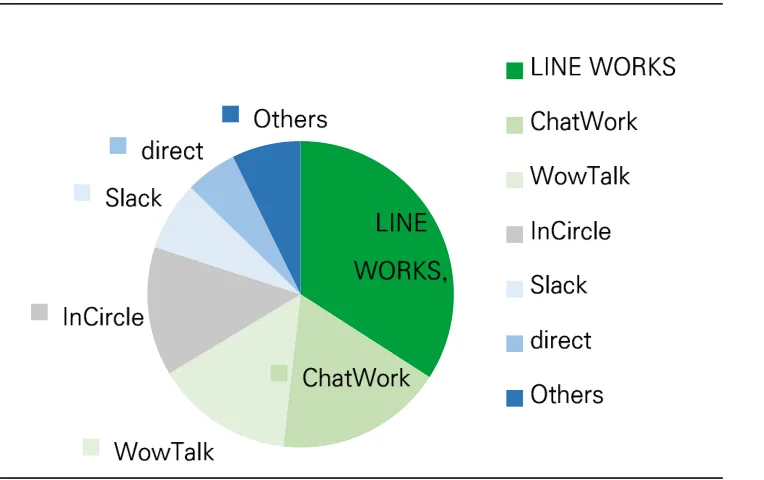 Others
direct
Slack
InCircle
WowTalk
ChatWork
LINE
WORKS,
LINE WORKS
ChatWork
WowTalk
InCircle
Slack
direct
Others